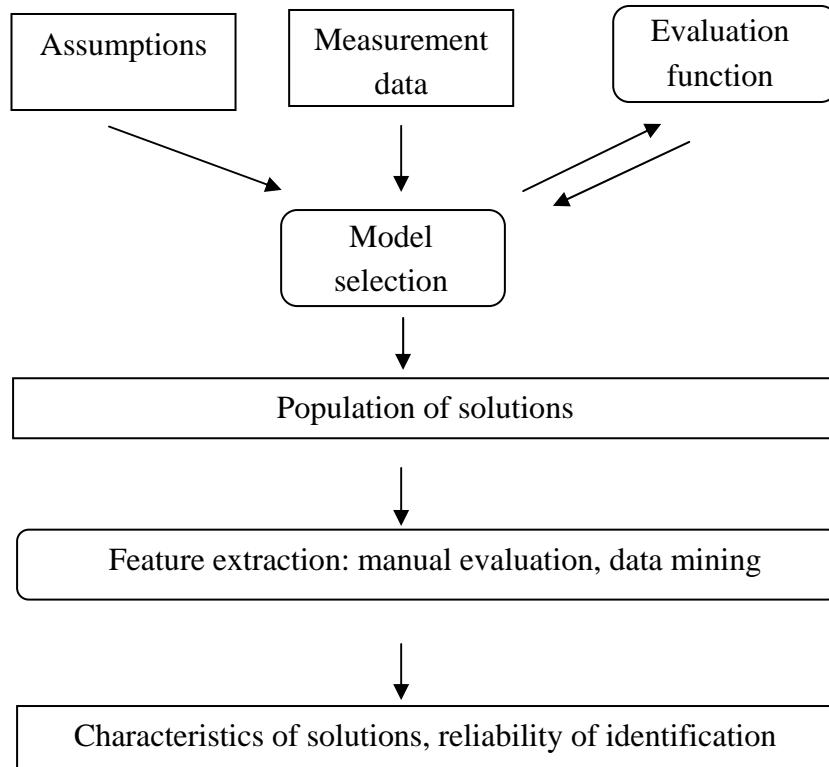 Assumptions
Measurement
data
Evaluation
function
Model
selection
Population of solutions
Feature extraction: manual evaluation, data mining
Characteristics of solutions, reliability of identification